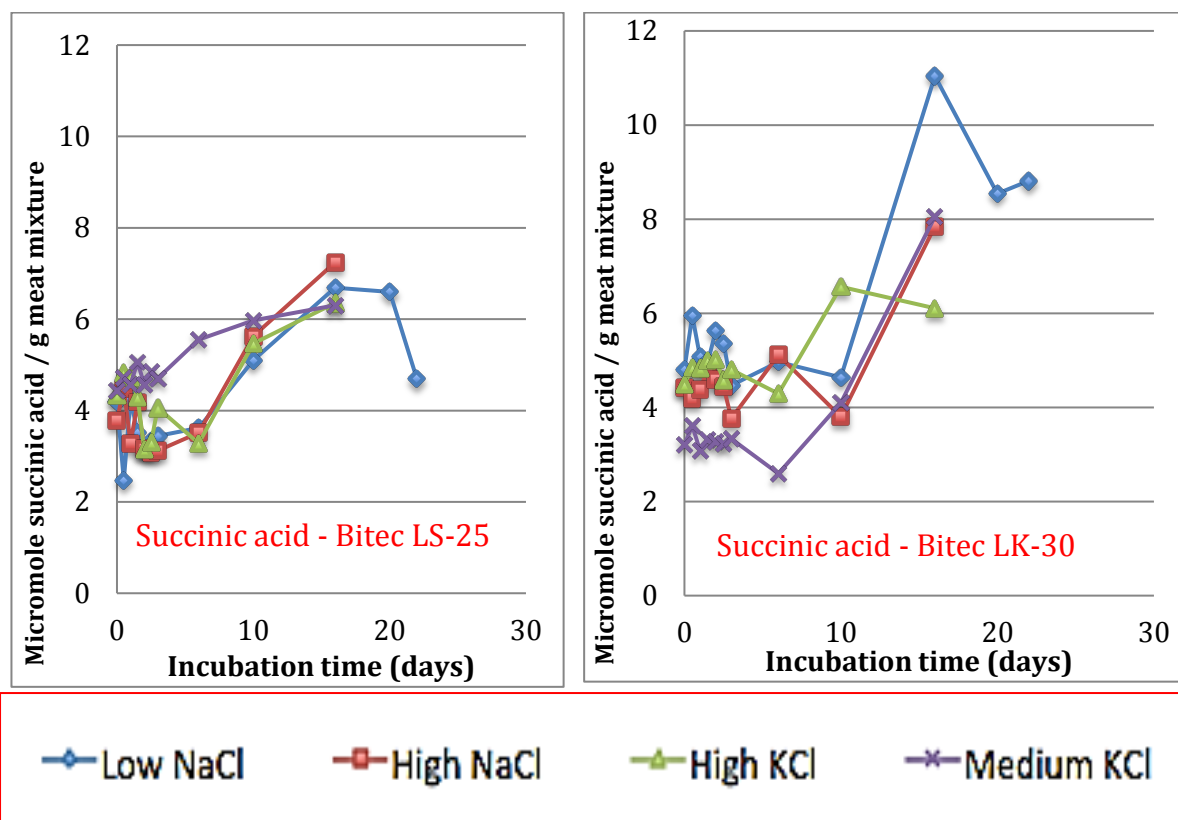 12
10
8
6
4
2
0
0 10 20 30
Micromole succinic acid / g meat mixture
Incubation time (days)
Succinic acid - Bitec LS-25
12
10
8
6
4
2
0
0 10 20 30
Micromole succinic acid / g meat mixture
Incubation time (days)
Succinic acid - Bitec LK-30
Low NaCl High NaCl High KCl Medium KCl